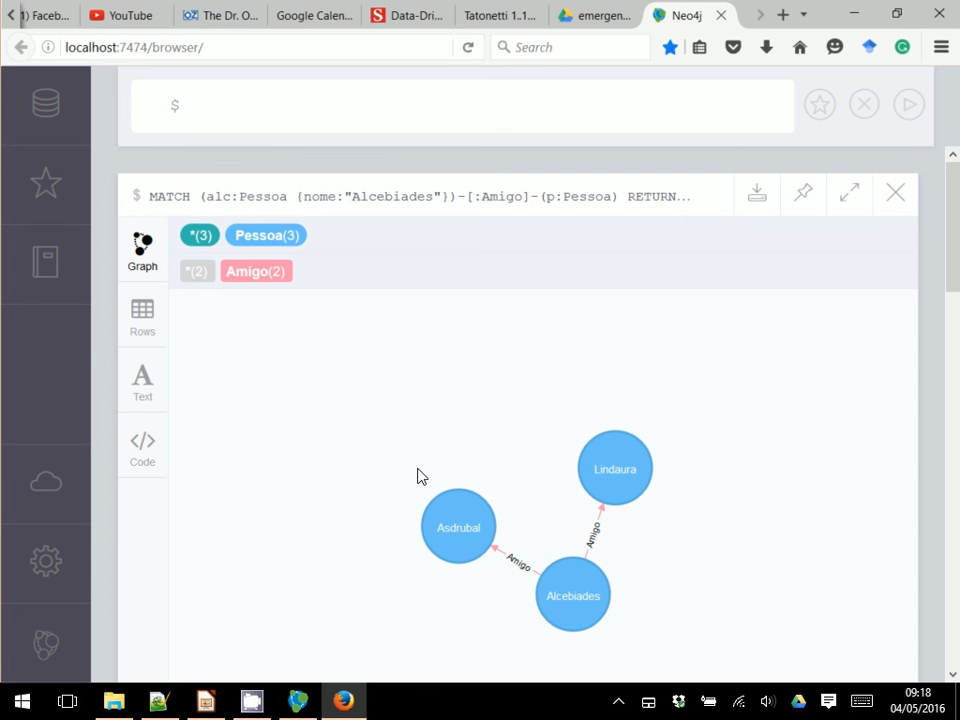 1) Faceb...
YouTube
OZ The Dr. O...
Google Calen...
S Data-Dri...
Tatonetti 1.1...
emergen...
Neo4j
localhost:7474/browser/
Search
$
$ MATCH (alc:Pessoa {nome:"Alcebiades"})-[:Amigo]-(p:Pessoa) RETURN...
*(3) Pessoa(3)
*(2) Amigo(2)
Graph
Rows
A
Text
</>
Code
Lindaura
Asdrubal
Amigo
Amigo
Alcebiades
09:18
04/05/2016